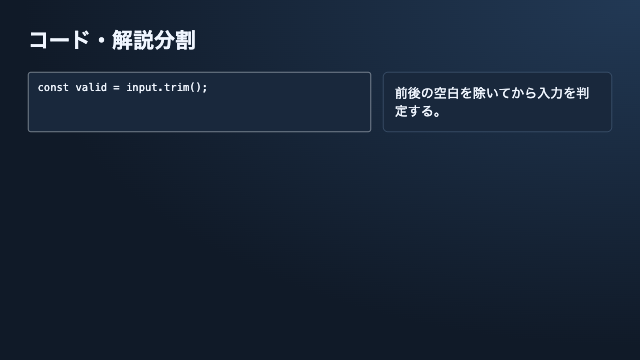 コード・解説分割
const valid = input.trim();
前後の空白を除いてから入力を判
定する。